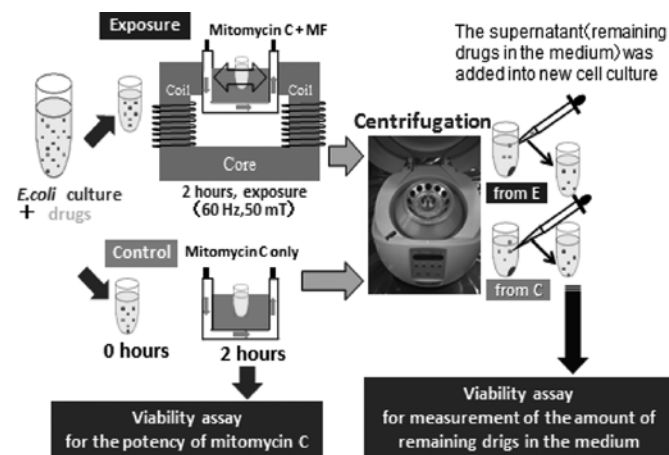 Exposure
Mitomycin C + MF
Coil
Coil
Core
2 hours, exposure
(60 Hz,50 mT)
E.coli culture
+ drugs
Control
Mitomycin C only
0 hours
2 hours
Viability assay
for the potency of mitomycin C
Centrifugation
The supernatant(remaining
drugs in the medium) was
added into new cell culture
from E
from C
Viability assay
for measurement of the amount of
remaining drigs in the medium